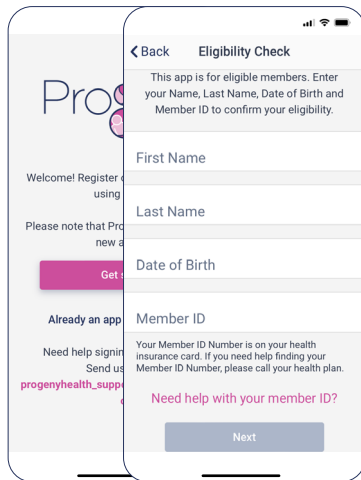 Prog
Welcome! Register
using
Please note that
new a
Get s
Already an app
Need help signin
Send us
progenyhealth_suppo
Back
Eligibility Check
This app is for eligible members. Enter
your Name, Last Name, Date of Birth and
Member ID to confirm your eligibility.
First Name
Last Name
Date of Birth
Member ID
Your Member ID Number is on your health
insurance card. If you need help finding your
Member ID Number, please call your health plan.
Need help with your member ID?
Next